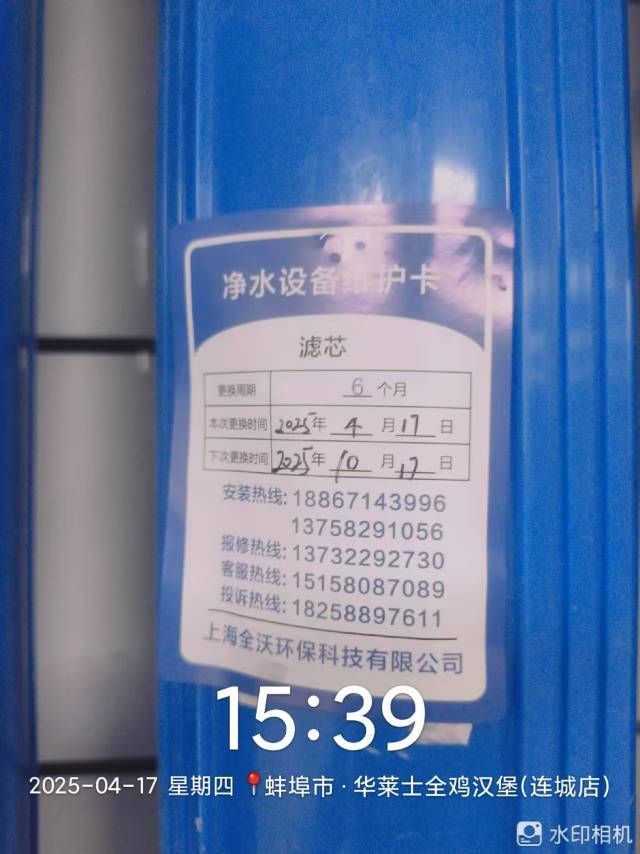 净水设备维护卡
滤芯
更换周期 6 个月
本次更换时间 2025年 4 月 17 日
下次更换时间 2025年 10 月 17 日
安装热线: 18867143996
13758291056
报修热线: 13732292730
客服热线: 15158087089
投诉热线: 18258897611
上海全沃环保科技有限公司
15:39
2025-04-17 星期四 蚌埠市·华莱士全鸡汉堡(连城店)
水印相机